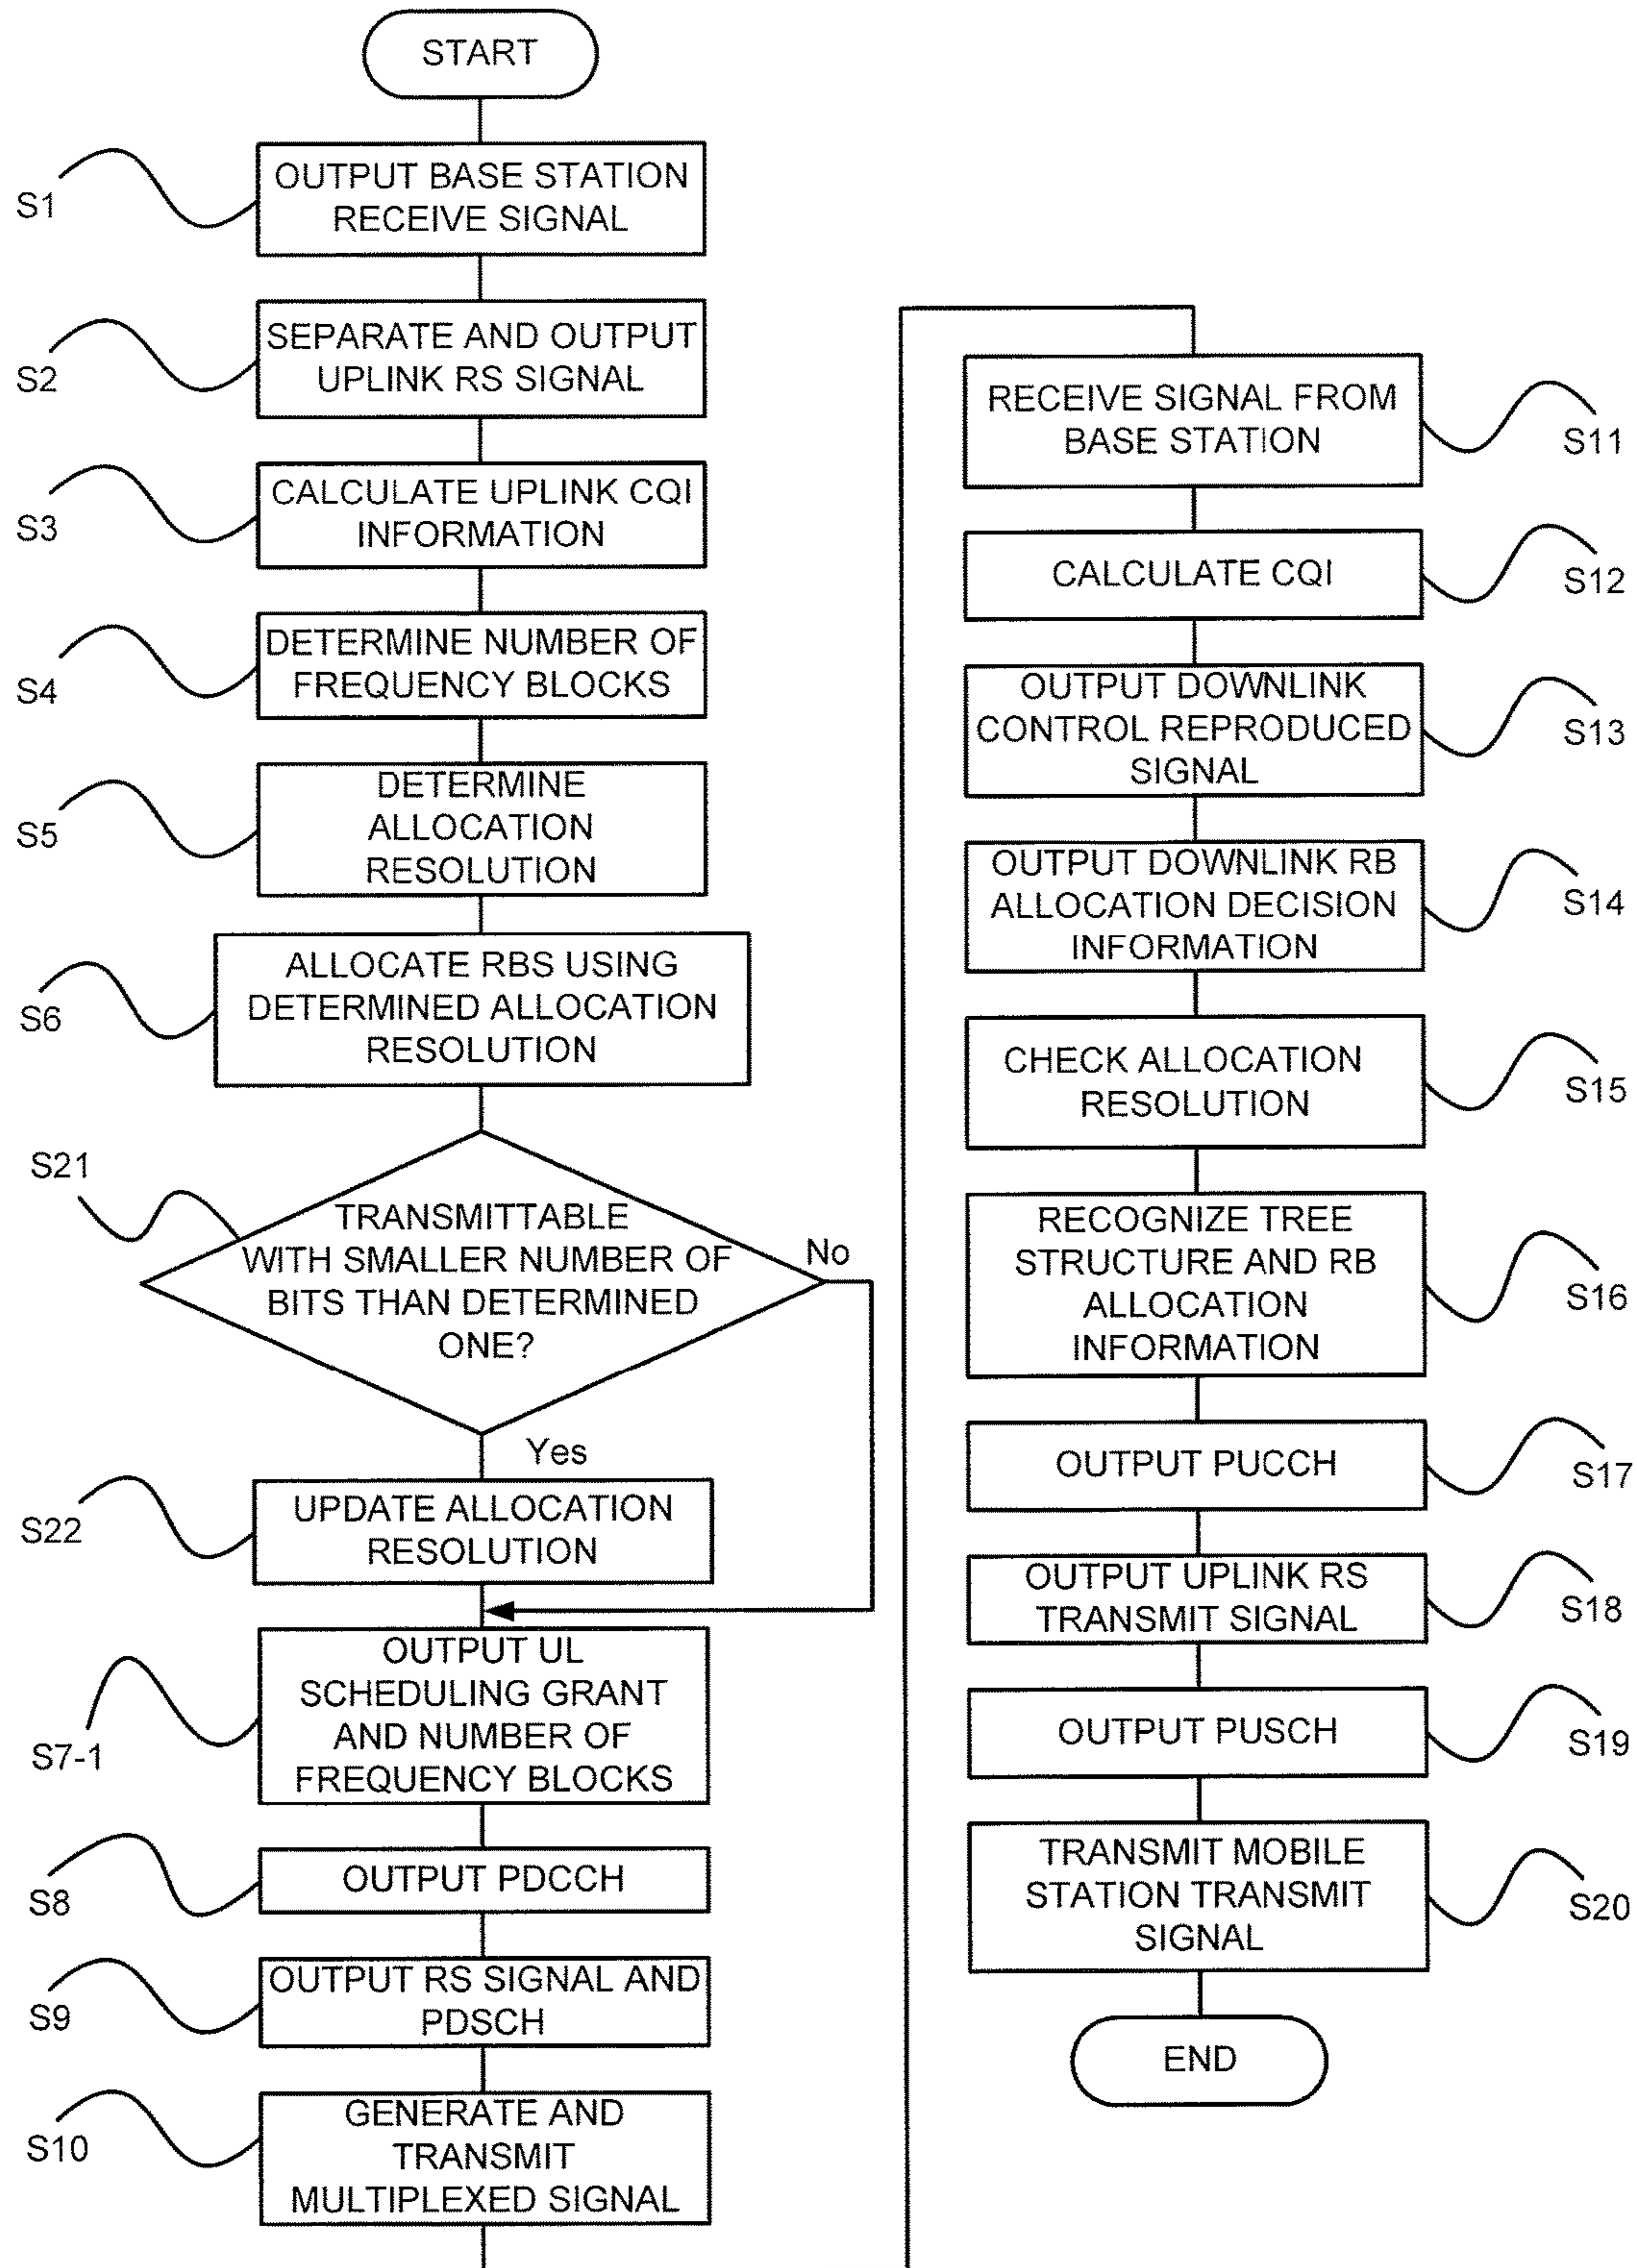 START
S1
OUTPUT BASE STATION
RECEIVE SIGNAL
S2
SEPARATE AND OUTPUT
UPLINK RS SIGNAL
S3
CALCULATE UPLINK CQI
INFORMATION
S4
DETERMINE NUMBER OF
FREQUENCY BLOCKS
S5
DETERMINE
ALLOCATION
RESOLUTION
S6
ALLOCATE RBS USING
DETERMINED ALLOCATION
RESOLUTION
S21
TRANSMITTABLE
WITH SMALLER NUMBER OF
BITS THAN DETERMINED
ONE?
No
Yes
S22
UPDATE ALLOCATION
RESOLUTION
S7-1
OUTPUT UL
SCHEDULING GRANT
AND NUMBER OF
FREQUENCY BLOCKS
S8
OUTPUT PDCCH
S9
OUTPUT RS SIGNAL AND
PDSCH
S10
GENERATE AND
TRANSMIT
MULTIPLEXED SIGNAL
RECEIVE SIGNAL FROM
BASE STATION
S11
CALCULATE CQI
S12
OUTPUT DOWNLINK
CONTROL REPRODUCED
SIGNAL
S13
OUTPUT DOWNLINK RB
ALLOCATION DECISION
INFORMATION
S14
CHECK ALLOCATION
RESOLUTION
S15
RECOGNIZE TREE
STRUCTURE AND RB
ALLOCATION
INFORMATION
S16
OUTPUT PUCCH
S17
OUTPUT UPLINK RS
TRANSMIT SIGNAL
S18
OUTPUT PUSCH
S19
TRANSMIT MOBILE
STATION TRANSMIT
SIGNAL
S20
END